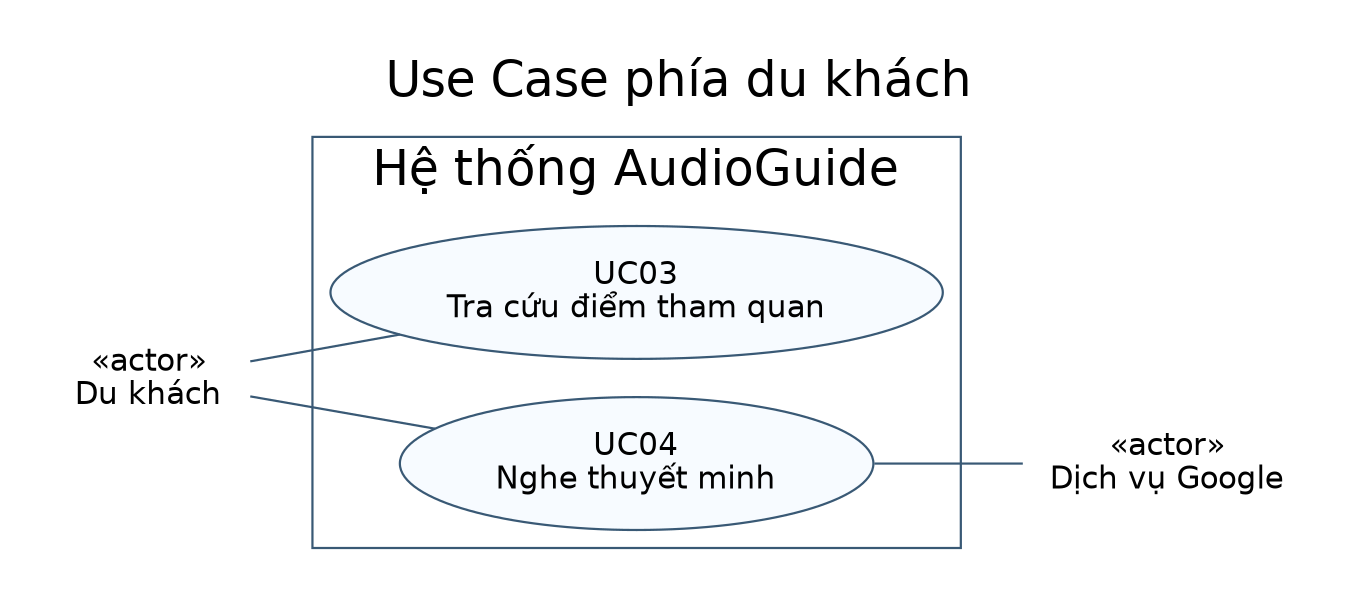 Use Case phía du khách
Hệ thống AudioGuide
UC03
Tra cứu điểm tham quan
«actor»
Du khách
UC04
Nghe thuyết minh
«actor»
Dịch vụ Google